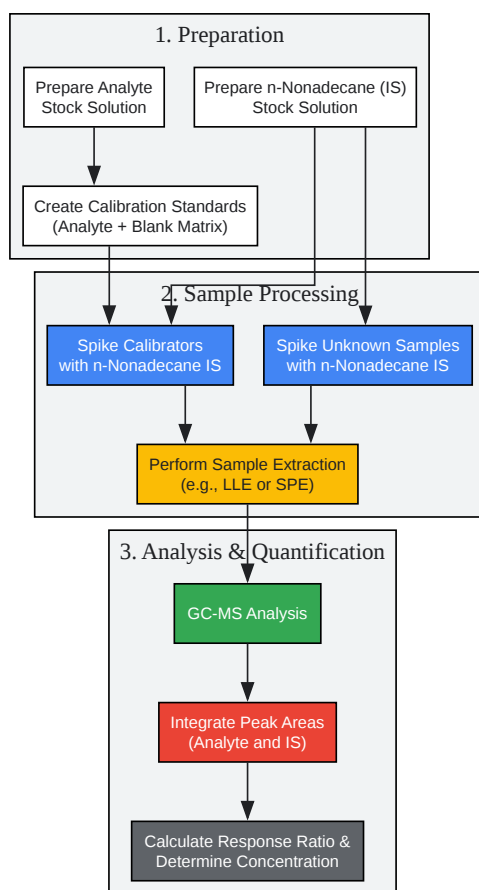 1. Preparation
Prepare Analyte
Stock Solution
Prepare n-Nonadecane (IS)
Stock Solution
Create Calibration Standards
(Analyte + Blank Matrix)
2. Sample Processing
Spike Calibrators
with n-Nonadecane IS
Spike Unknown Samples
with n-Nonadecane IS
Perform Sample Extraction
(e.g., LLE or SPE)
3. Analysis & Quantification
GC-MS Analysis
Integrate Peak Areas
(Analyte and IS)
Calculate Response Ratio &
Determine Concentration